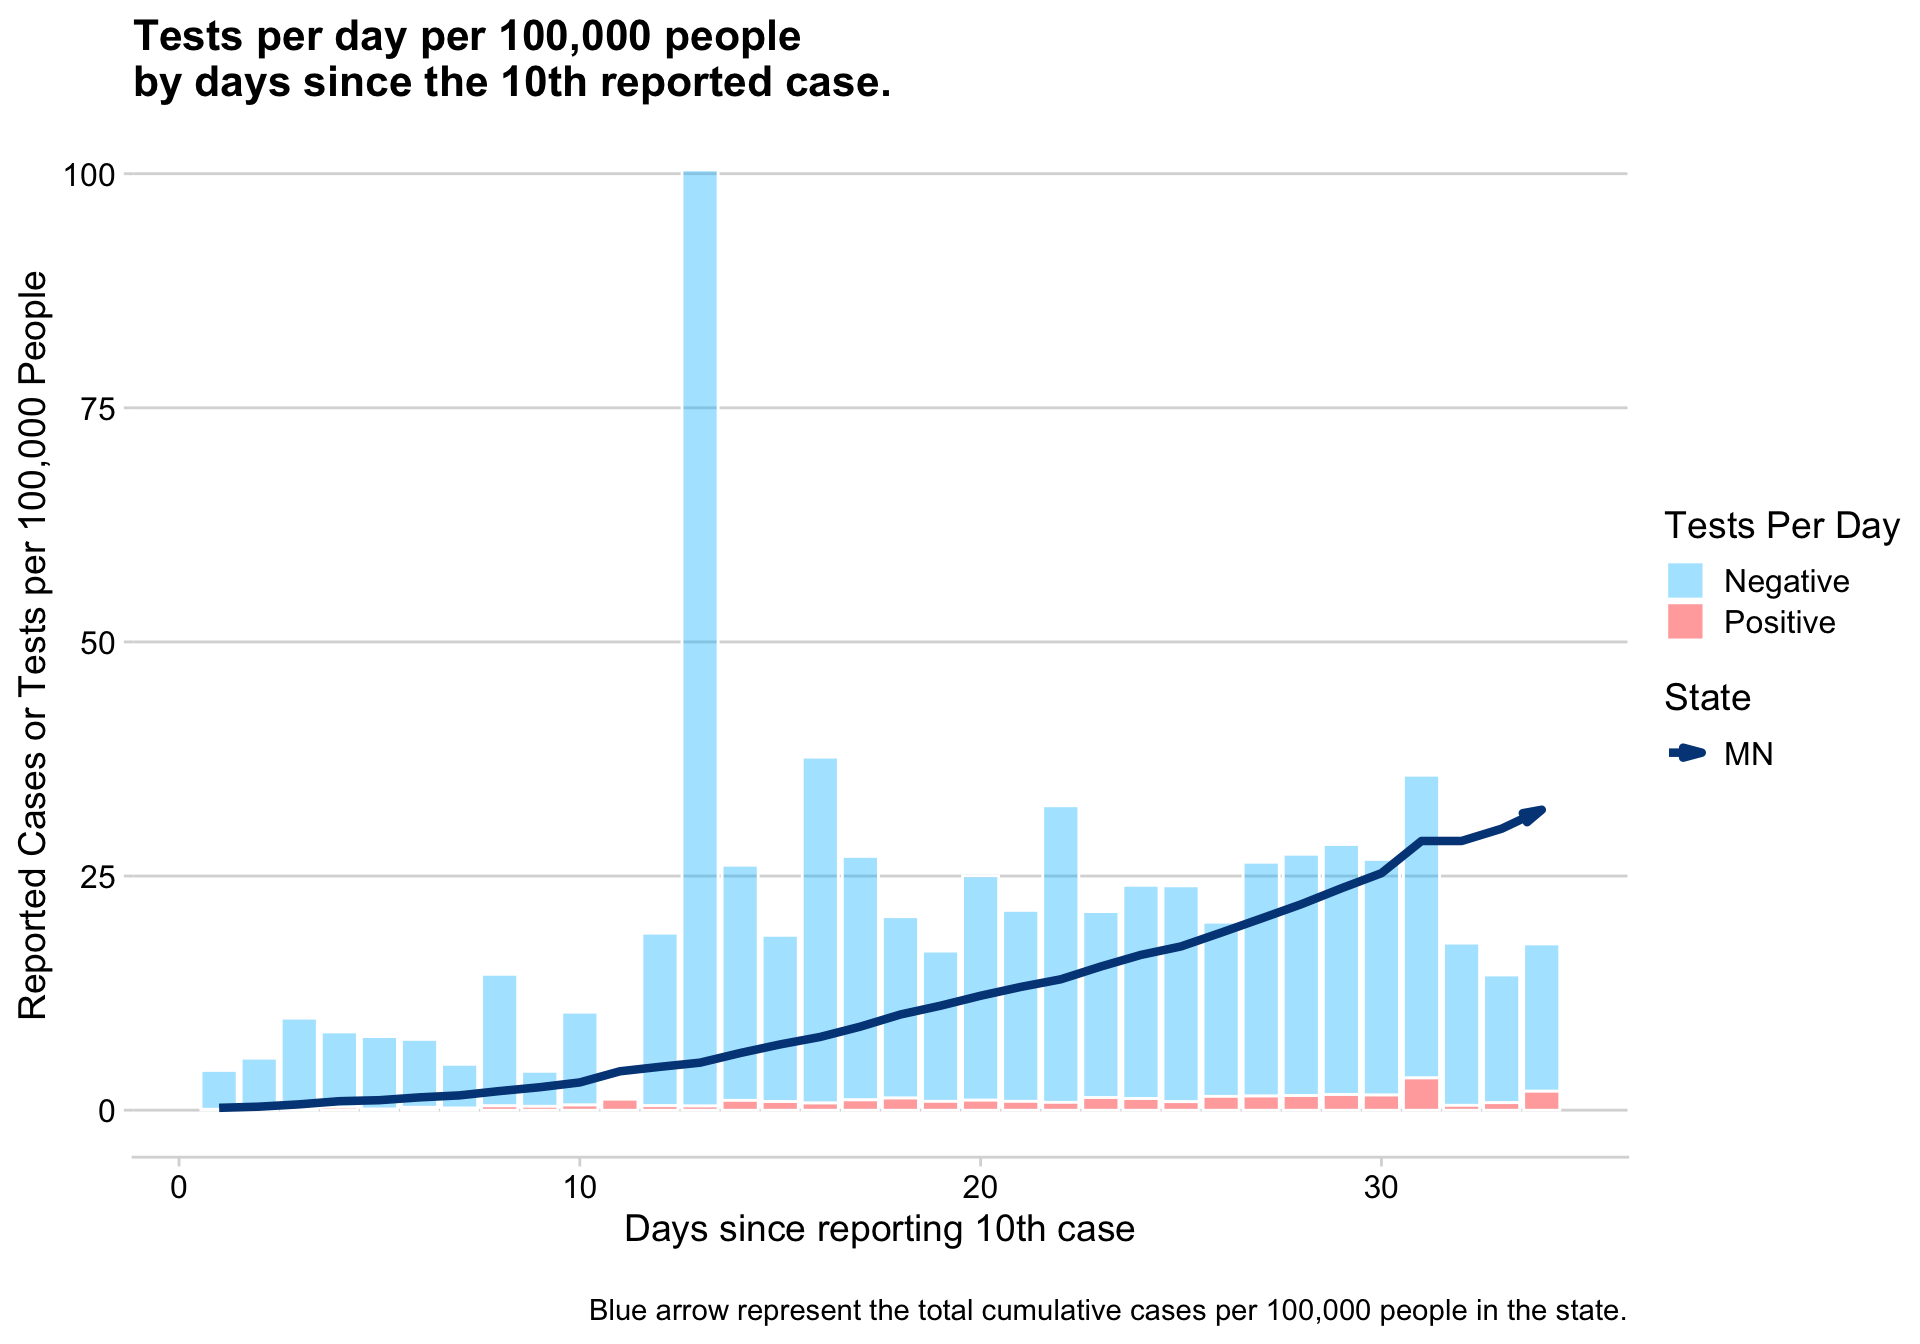 Tests per day per 100,000 people
by days since the 10th reported case.
Reported Cases or Tests per 100,000 People
100
75
50
25
0
0
10
20
30
Days since reporting 10th case
Tests Per Day
Negative
Positive
State
MN
Blue arrow represent the total cumulative cases per 100,000 people in the state.